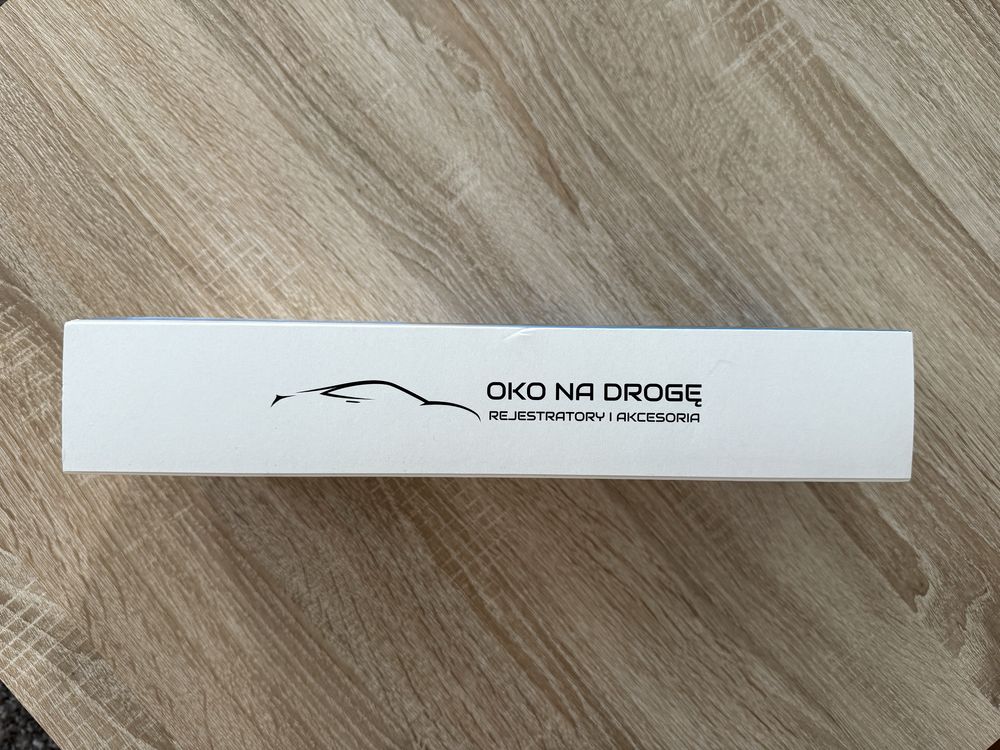 OKO NA DROGĘ
REJESTRATORY I AKCESORIA